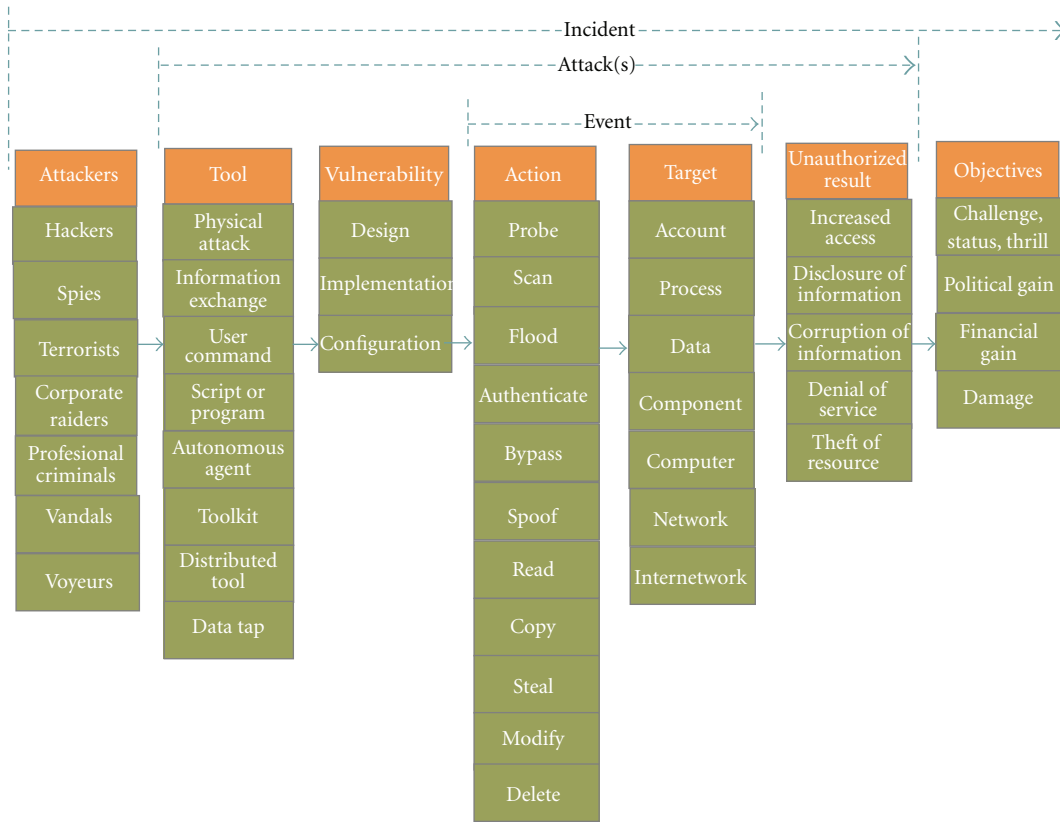 Incident
Attack(s)
Event
Attackers
Hackers
Spies
Terrorists
Corporate
raiders
Profesional
criminals
Vandals
Voyeurs
Tool
Physical
attack
Information
exchange
User
command
Script or
program
Autonomous
agent
Toolkit
Distributed
tool
Data tap
Vulnerability
Design
Implementation
Configuration
Action
Probe
Scan
Flood
Authenticate
Bypass
Spoof
Read
Copy
Steal
Modify
Delete
Target
Account
Process
Data
Component
Computer
Network
Internetwork
Unauthorized
result
Increased
access
Disclosure of
information
Corruption of
information
Denial of
service
Theft of
resource
Objectives
Challenge,
status, thrill
Political gain
Financial
gain
Damage